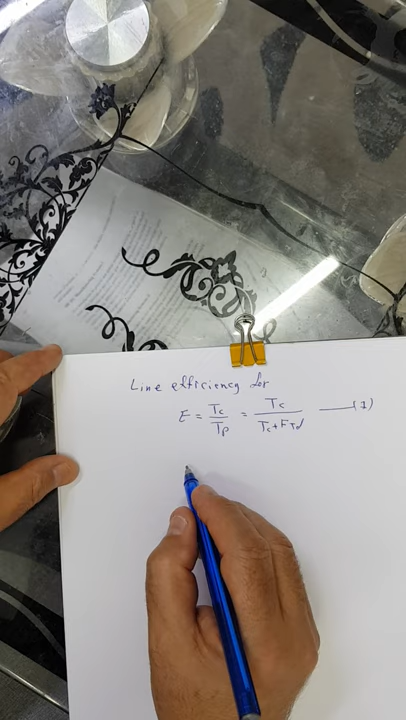 Line efficiency for
E = Tc/Tp = Tc/(Tc+FTd) —(1)